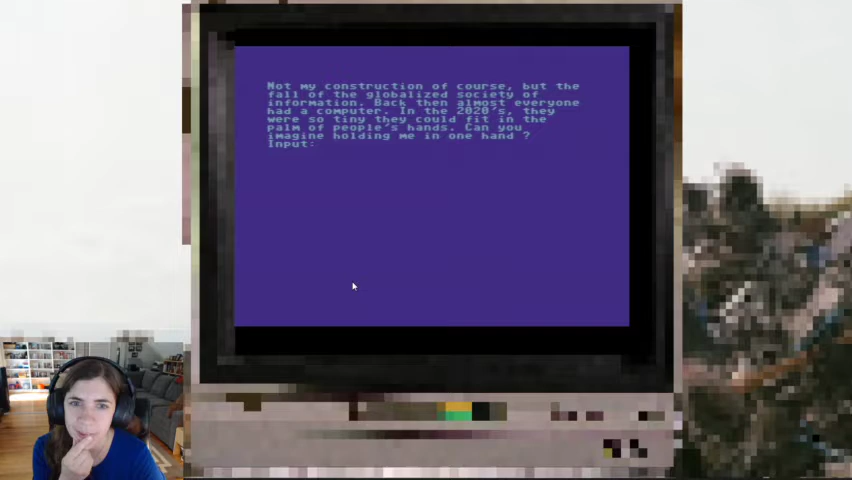 Not my construction of course, but the
fall of the globalized society of
information. Back then almost everyone
had a computer. In the 2020's, they
were so tiny they could fit in the
palm of people's hands. Can you
imagine holding me in one hand ?
Input: